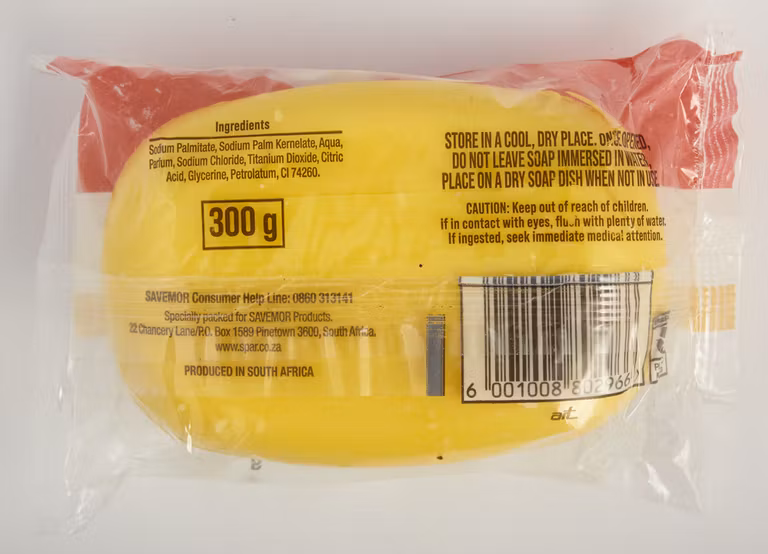 Ingredients
Sodium Palmitate, Sodium Palm Kernelate, Aqua,
Parfum, Sodium Chloride, Titanium Dioxide, Citric
Acid, Glycerine, Petrolatum, CI 74260.
300 g
STORE IN A COOL, DRY PLACE. ONCE OPENED,
DO NOT LEAVE SOAP IMMERSED IN WATER,
PLACE ON A DRY SOAP DISH WHEN NOT IN USE.
CAUTION: Keep out of reach of children.
If in contact with eyes, flush with plenty of water.
If ingested, seek immediate medical attention.
SAVEMOR Consumer Help Line: 0860 313141
Specially packed for SAVEMOR Products.
22 Chancery Lane/P.O. Box 1589 Pinetown 3600, South Africa.
www.spar.co.za
PRODUCED IN SOUTH AFRICA
6 001008 802966
ait